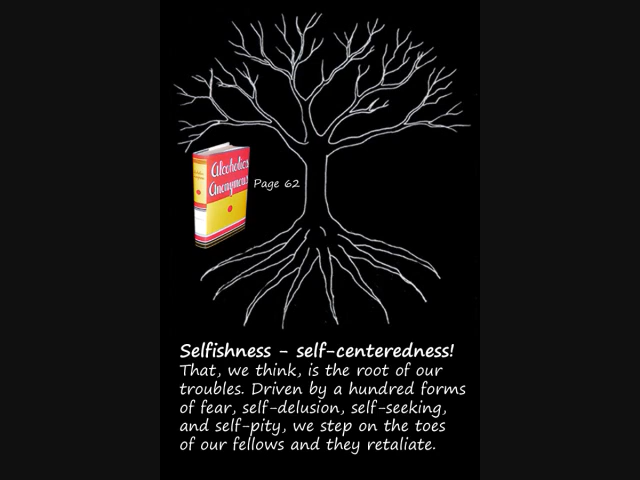 Alcoholics
Anonymous
Page 62
Selfishness - self-centeredness!
That, we think, is the root of our
troubles. Driven by a hundred forms
of fear, self-delusion, self-seeking,
and self-pity, we step on the toes
of our fellows and they retaliate.